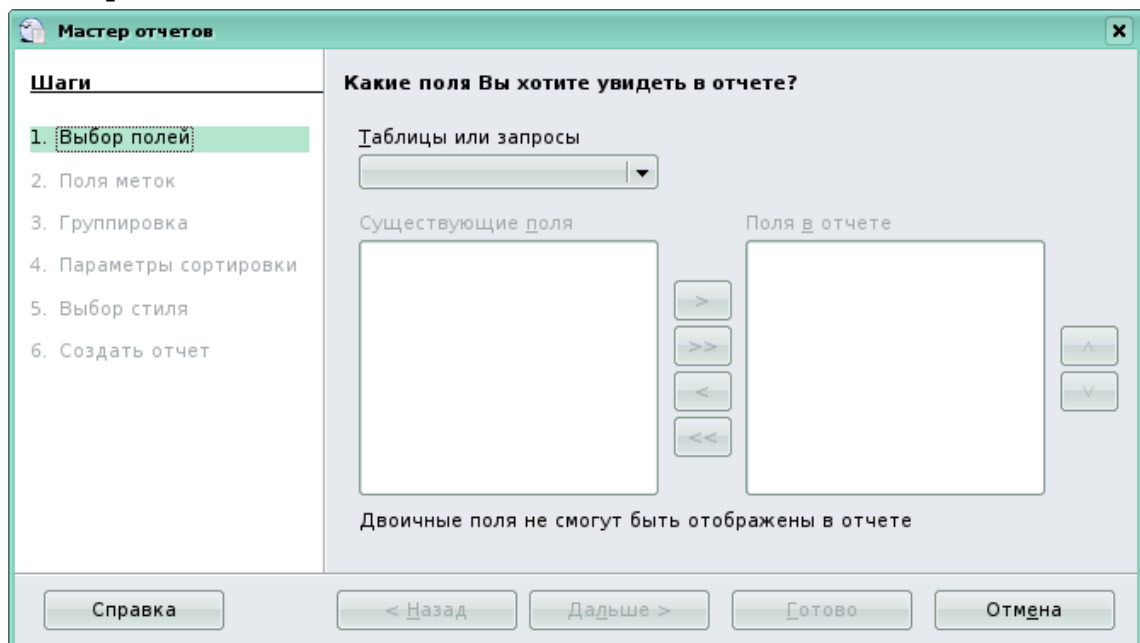 Мастер отчетов
Шаги
1. Выбор полей
2. Поля меток
3. Группировка
4. Параметры сортировки
5. Выбор стиля
6. Создать отчет
Какие поля Вы хотите увидеть в отчете?
Таблицы или запросы
Существующие поля
Поля в отчете
>
>>
<
<<
^
v
Двоичные поля не смогут быть отображены в отчете
Справка
< Назад
Дальше >
Готово
Отмена